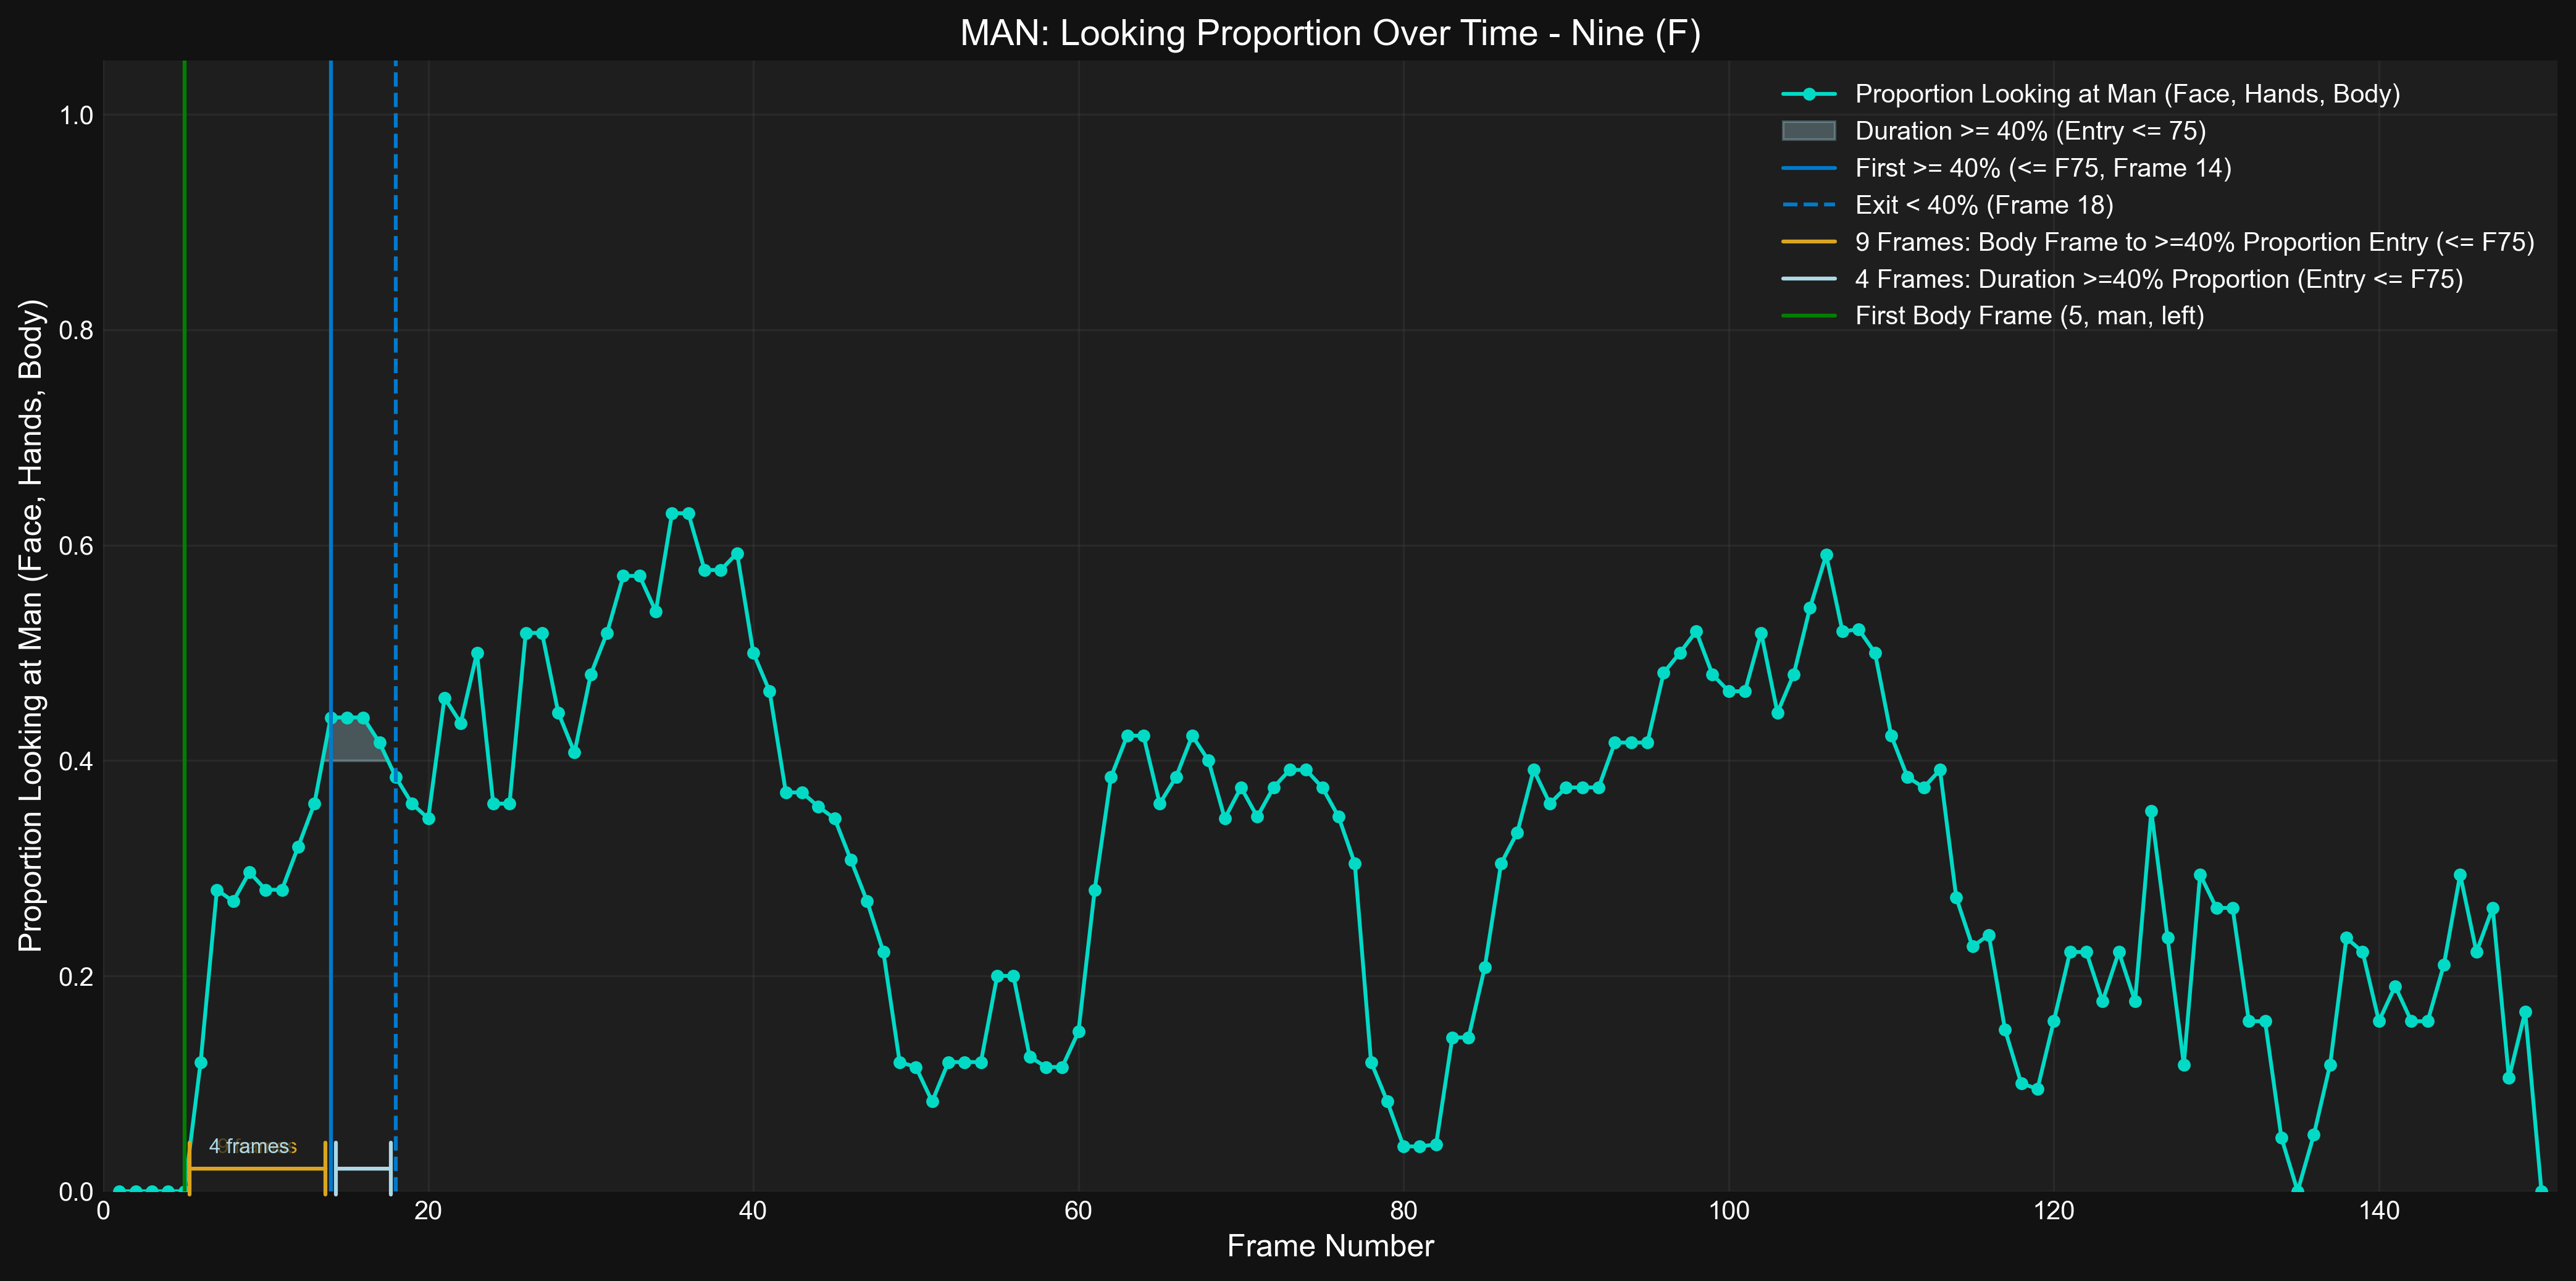 MAN: Looking Proportion Over Time - Nine (F)
Proportion Looking at Man (Face, Hands, Body)
1.0
0.8
0.6
0.4
0.2
0.0
Proportion Looking at Man (Face, Hands, Body)
Duration >= 40% (Entry <= 75)
First >= 40% (<= F75, Frame 14)
Exit < 40% (Frame 18)
9 Frames: Body Frame to >=40% Proportion Entry (<= F75)
4 Frames: Duration >=40% Proportion (Entry <= F75)
First Body Frame (5, man, left)
4 frames
0 20 40 60 80 100 120 140
Frame Number